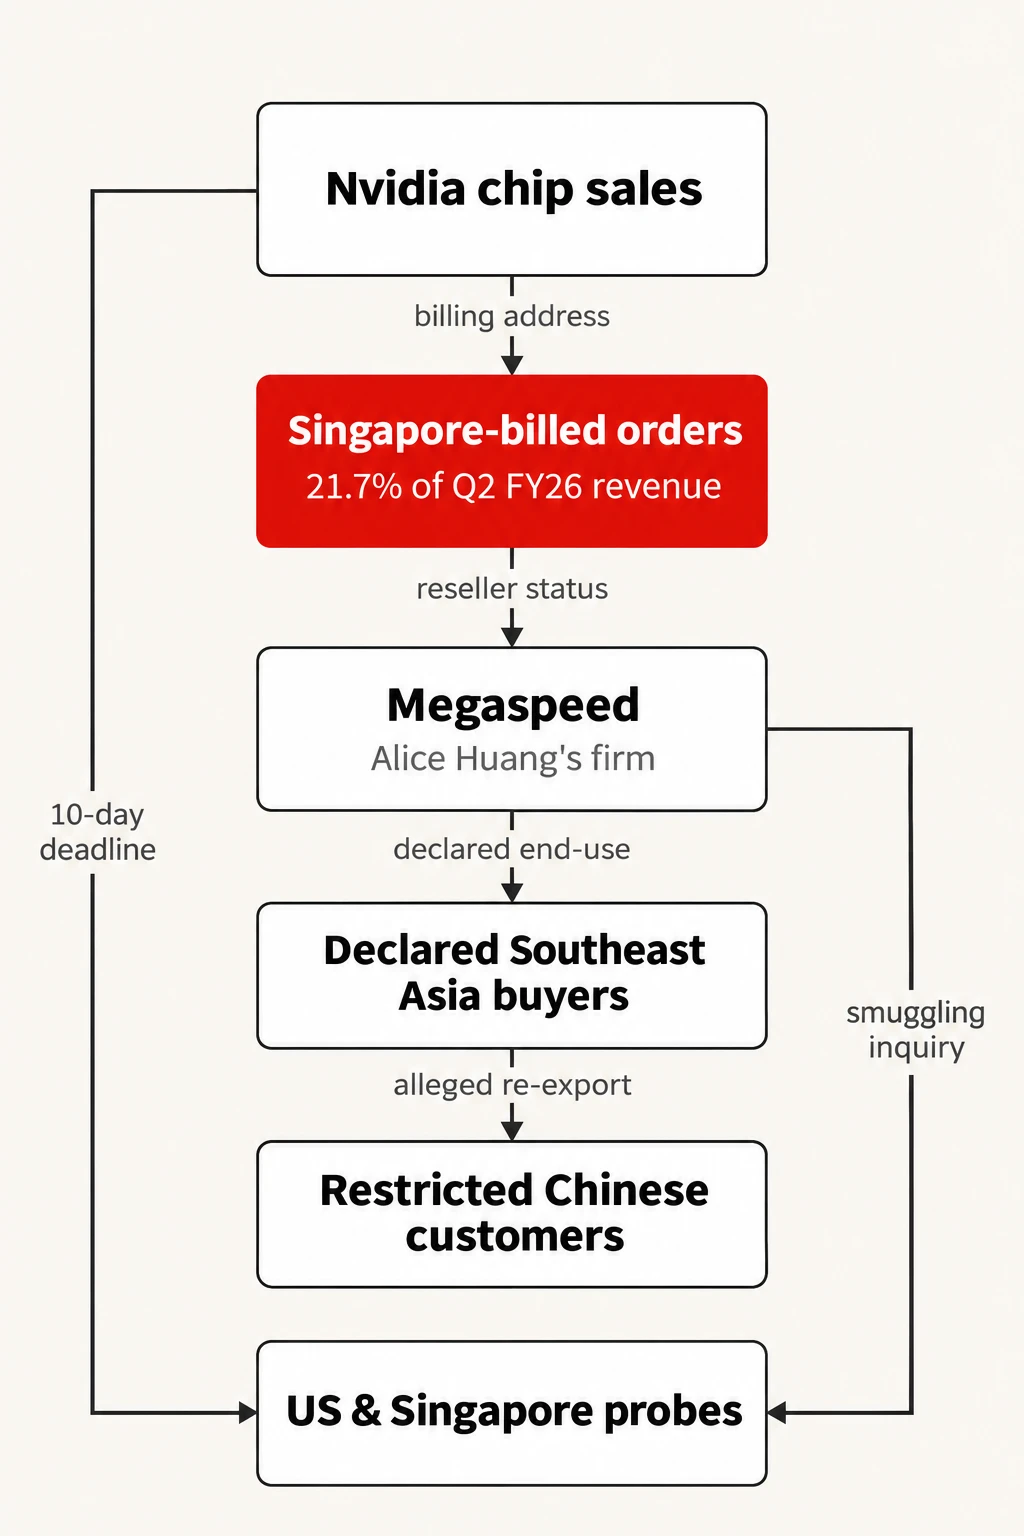 Nvidia chip sales
billing address
Singapore-billed orders
21.7% of Q2 FY26 revenue
reseller status
Megaspeed
Alice Huang's firm
10-day
deadline
declared end-use
Declared Southeast
Asia buyers
smuggling
inquiry
alleged re-export
Restricted Chinese
customers
US & Singapore probes